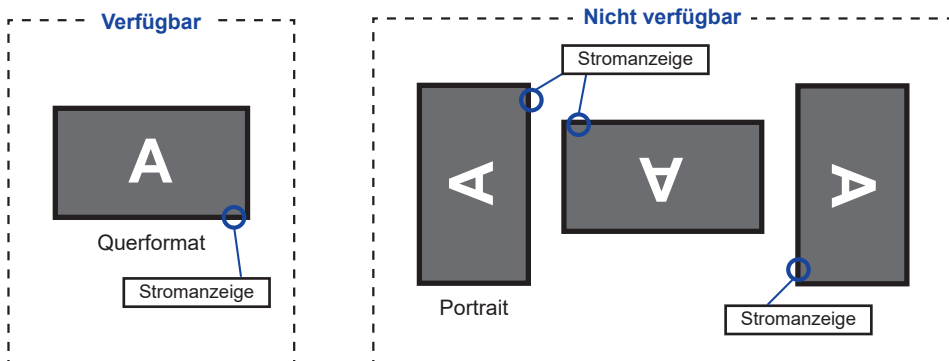 Verfügbar
A
Querformat
Stromanzeige
Nicht verfügbar
Stromanzeige
A
A
A
Portrait
Stromanzeige